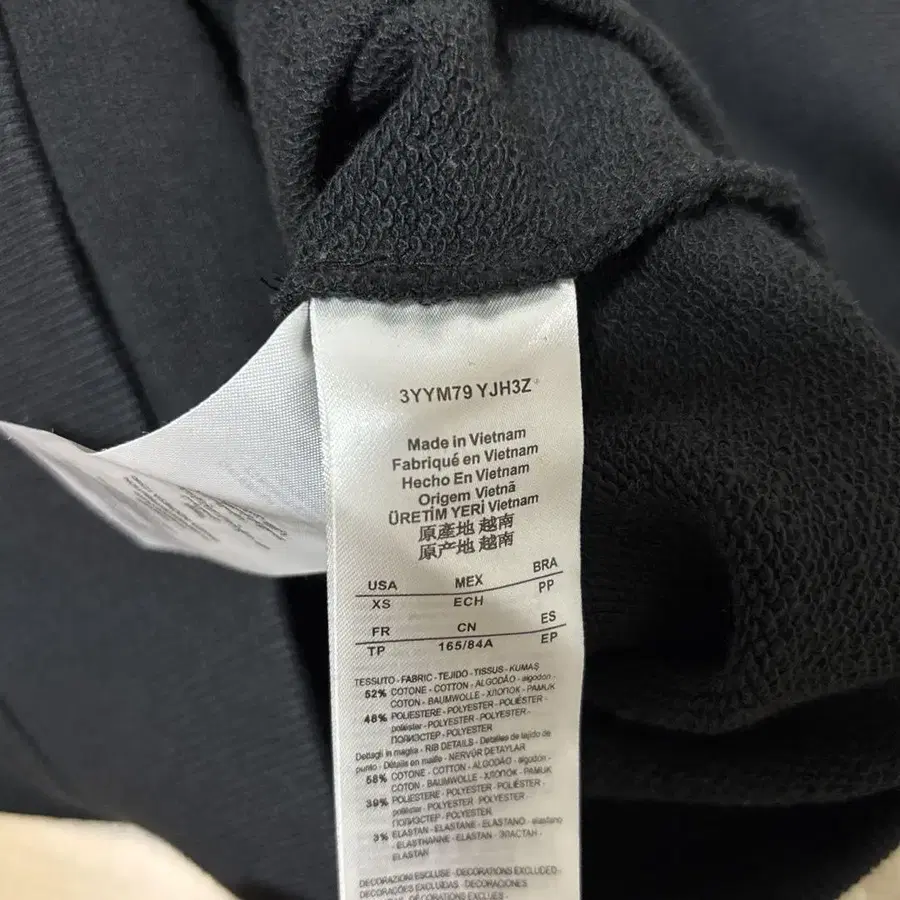 3YYM79 YJH3Z
Made in Vietnam
Fabriqué en Vietnam
Hecho En Vietnam
Origem Vietnã
ÜRETİM YERİ Vietnam
原產地 越南
原产地 越南
USA MEX BRA
XS ECH PP
FR CN ES
TP 165/84A EP
TESSUTO - FABRIC - TEJIDO - TISSUS - KUMAŞ
52% COTONE - COTTON - ALGODÃO - algodon -
COTON - BAUMWOLLE - ХЛОПОК - PAMUK
48% POLIESTERE - POLYESTER - POLIÉSTER -
poliéster - POLYESTER - POLYESTER -
ПОЛИЭСТЕР - POLYESTER
Dettagli in maglia - RIB DETAILS - Detalles de tejido de
punto - Détails en maille - NERVÜR DETAYLAR
58% COTONE - COTTON - ALGODÃO - algodon -
COTON - BAUMWOLLE - ХЛОПОК - PAMUK
39% POLIESTERE - POLYESTER - POLIÉSTER -
poliéster - POLYESTER - POLYESTER -
ПОЛИЭСТЕР - POLYESTER
3% ELASTAN - ELASTANE - ELASTANO - elastano
- ELASTHANNE - ELASTHAN - ЭЛАСТАН -
ELASTAN
DECORAZIONI ESCLUSE - DECORATIONS EXCLUDED -
DECORAÇÕES EXCLUÍDAS - DECORACIONES